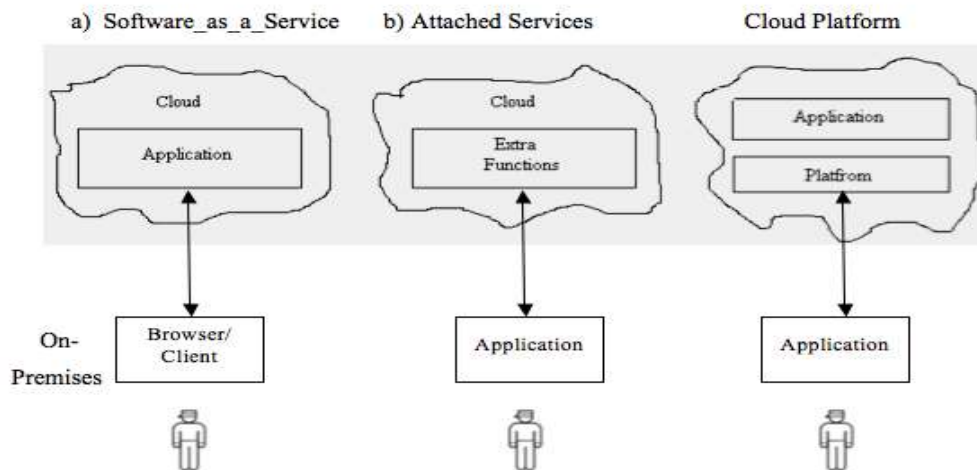 a) Software_as_a_Service
b) Attached Services
Cloud Platform
Cloud
Application
Cloud
Extra
Functions
Application
Platfrom
On-
Premises
Browser/
Client
Application
Application